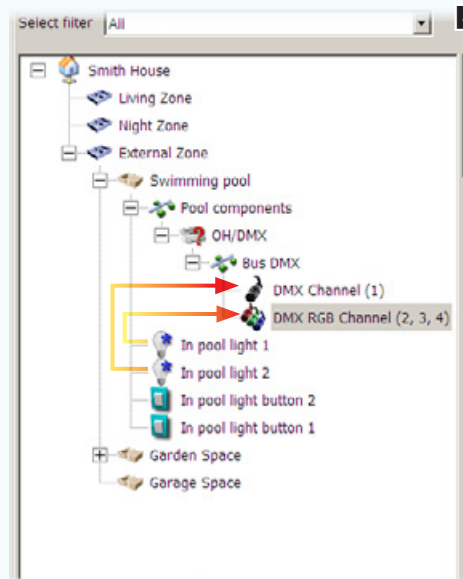 Select filter All
Smith House
Living Zone
Night Zone
External Zone
Swimming pool
Pool components
OH/DMX
Bus DMX
DMX Channel (1)
DMX RGB Channel (2, 3, 4)
In pool light 1
In pool light 2
In pool light button 2
In pool light button 1
Garden Space
Garage Space